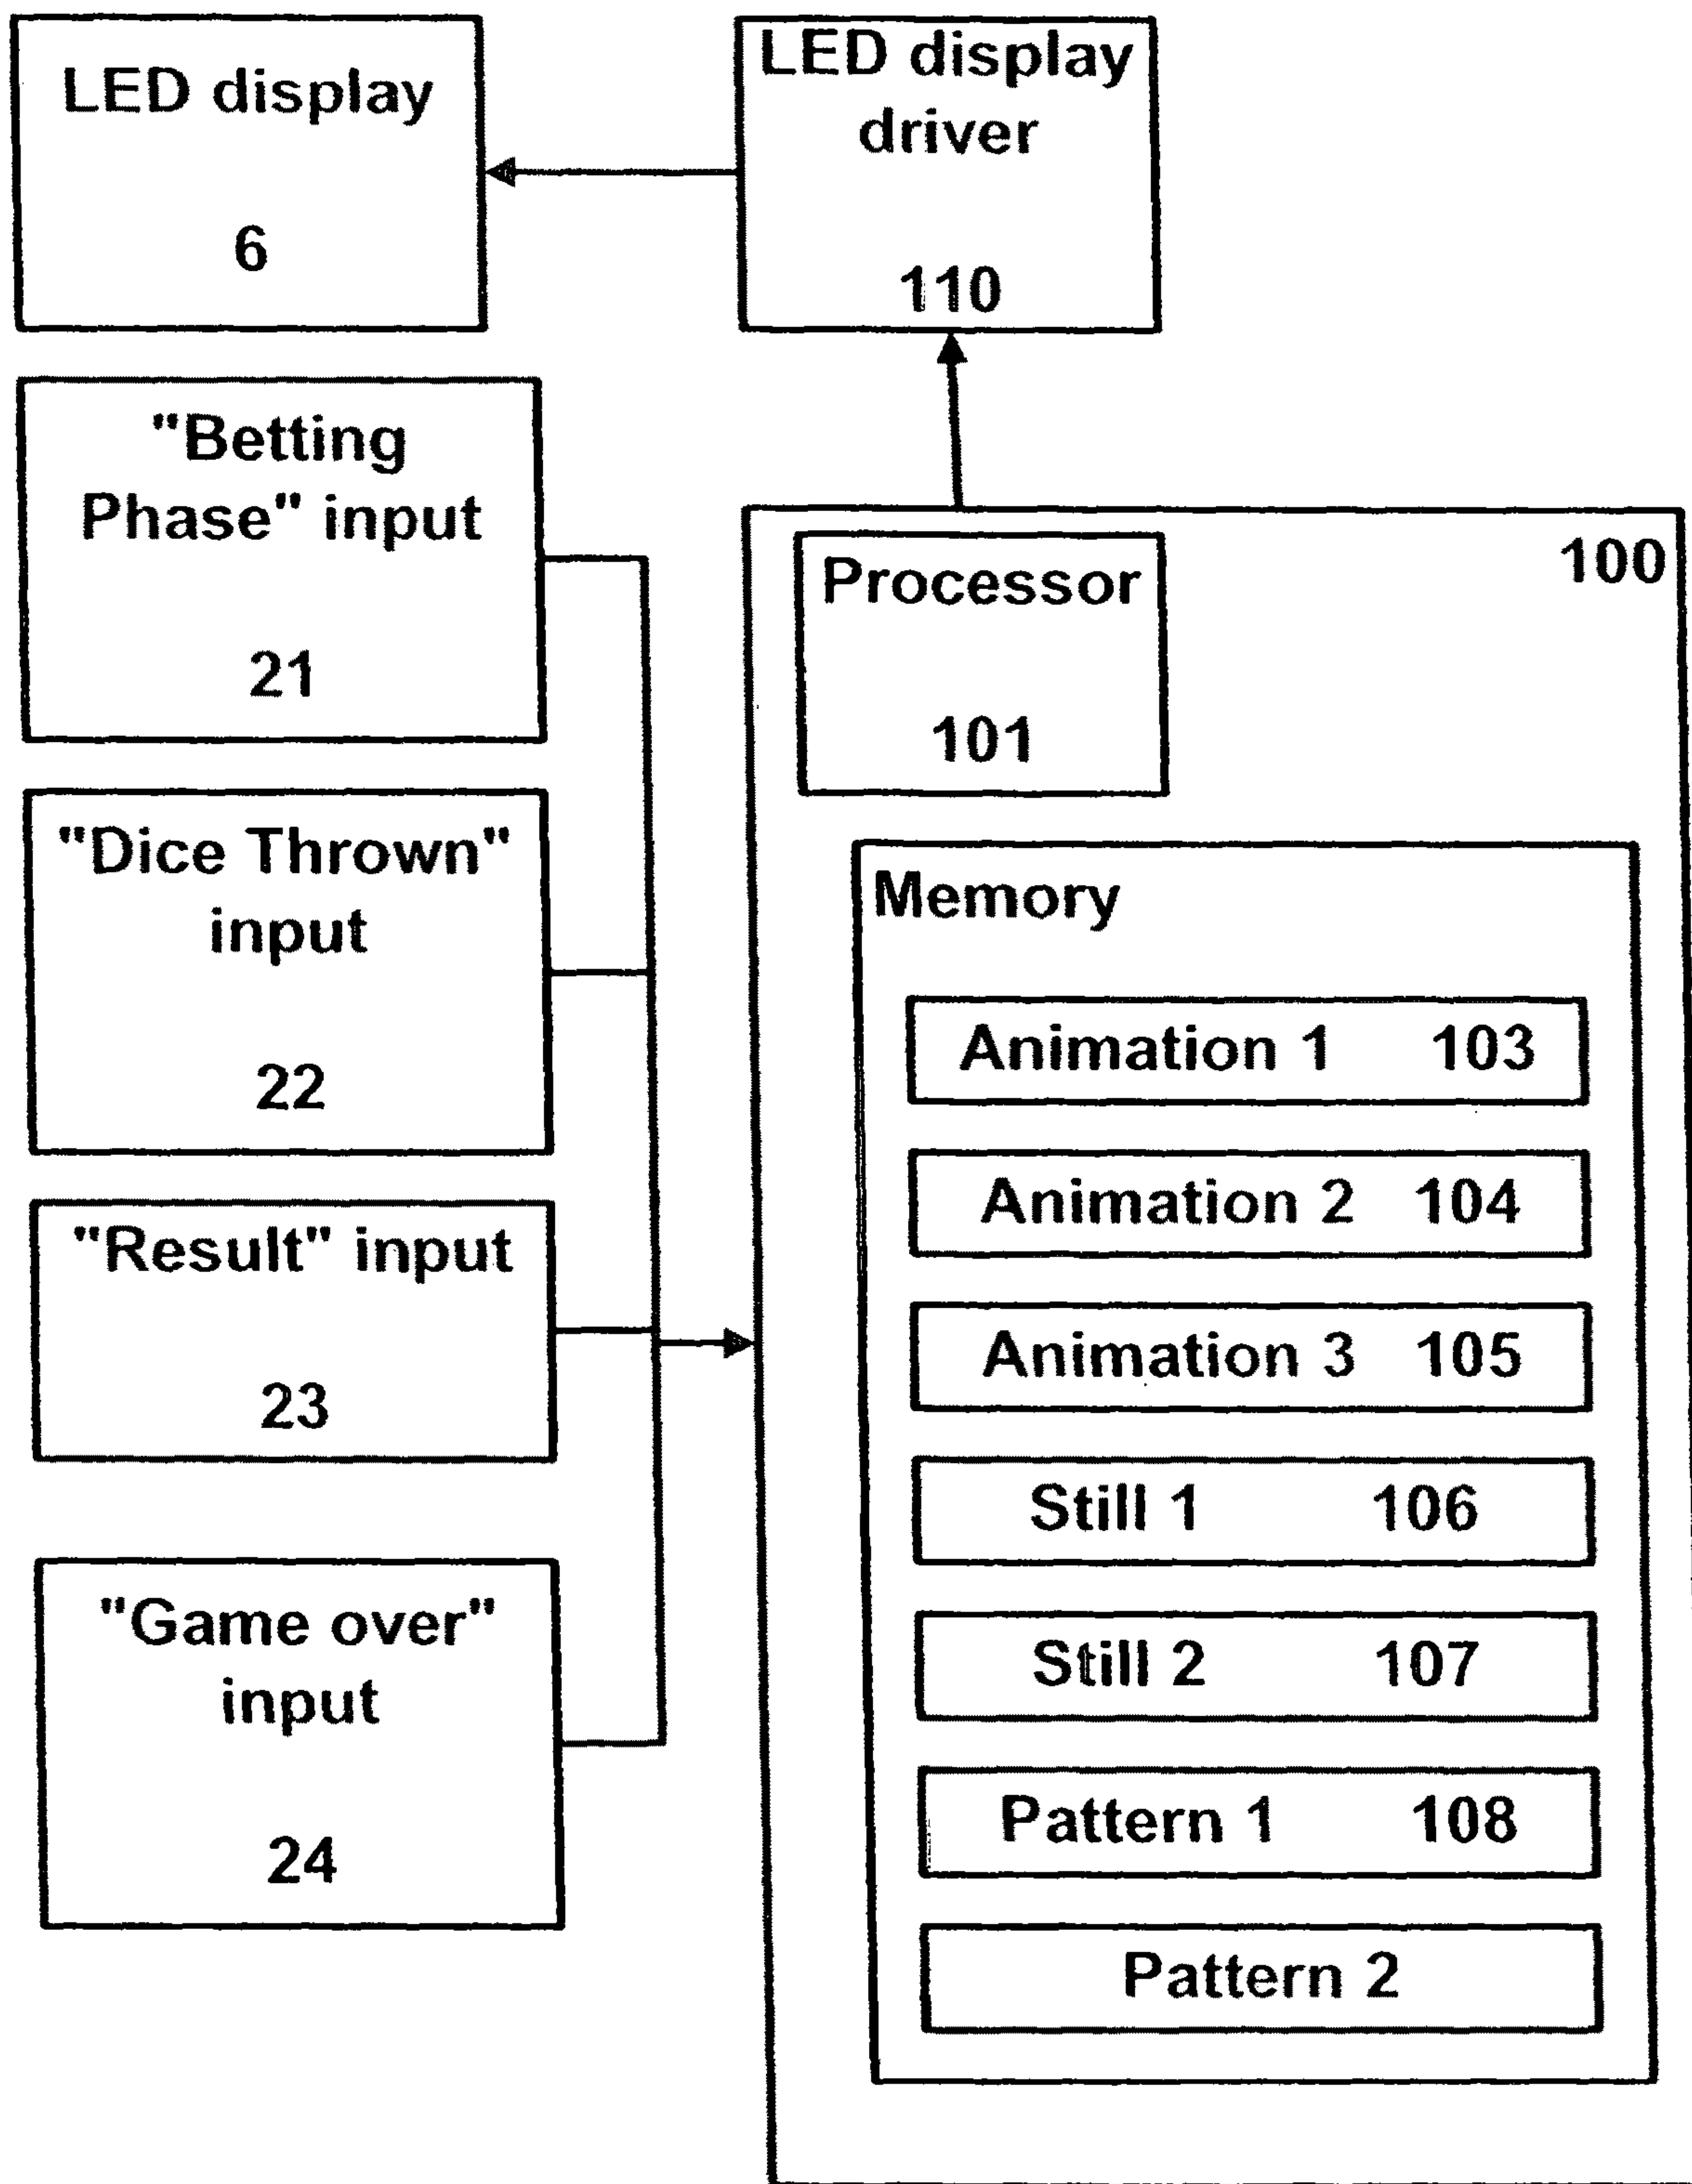 LED display
6
LED display
driver
110
"Betting
Phase" input
21
"Dice Thrown"
input
22
"Result" input
23
"Game over"
input
24
100
Processor
101
Memory
Animation 1 103
Animation 2 104
Animation 3 105
Still 1 106
Still 2 107
Pattern 1 108
Pattern 2